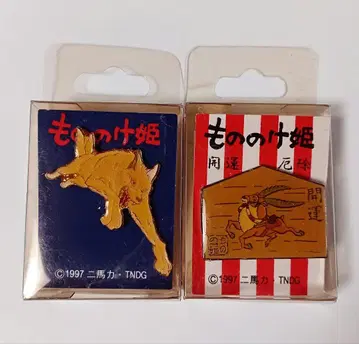 もののけ姫
©1997 二馬力・TNDG
もののけ姫
開運 厄除
開運
©1997 二馬力・TNDG